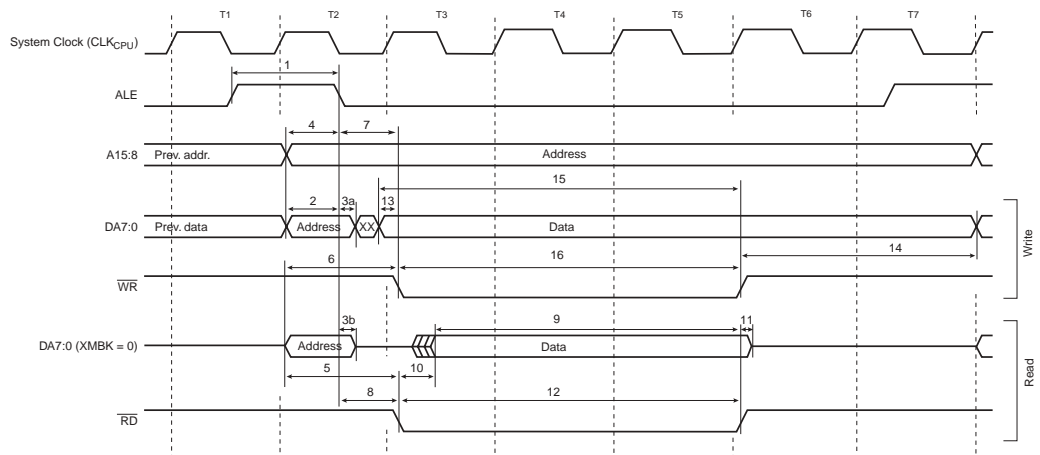 T1 T2 T3 T4 T5 T6 T7
System Clock (CLKCPU)
1
ALE
4 7
A15:8 Prev. addr. Address
15
2 3a 13
DA7:0 Prev. data Address XX Data
14
6 16
WR
Write
3b 9 11
DA7:0 (XMBK = 0) Address Data
5 10
8 12
RD
Read